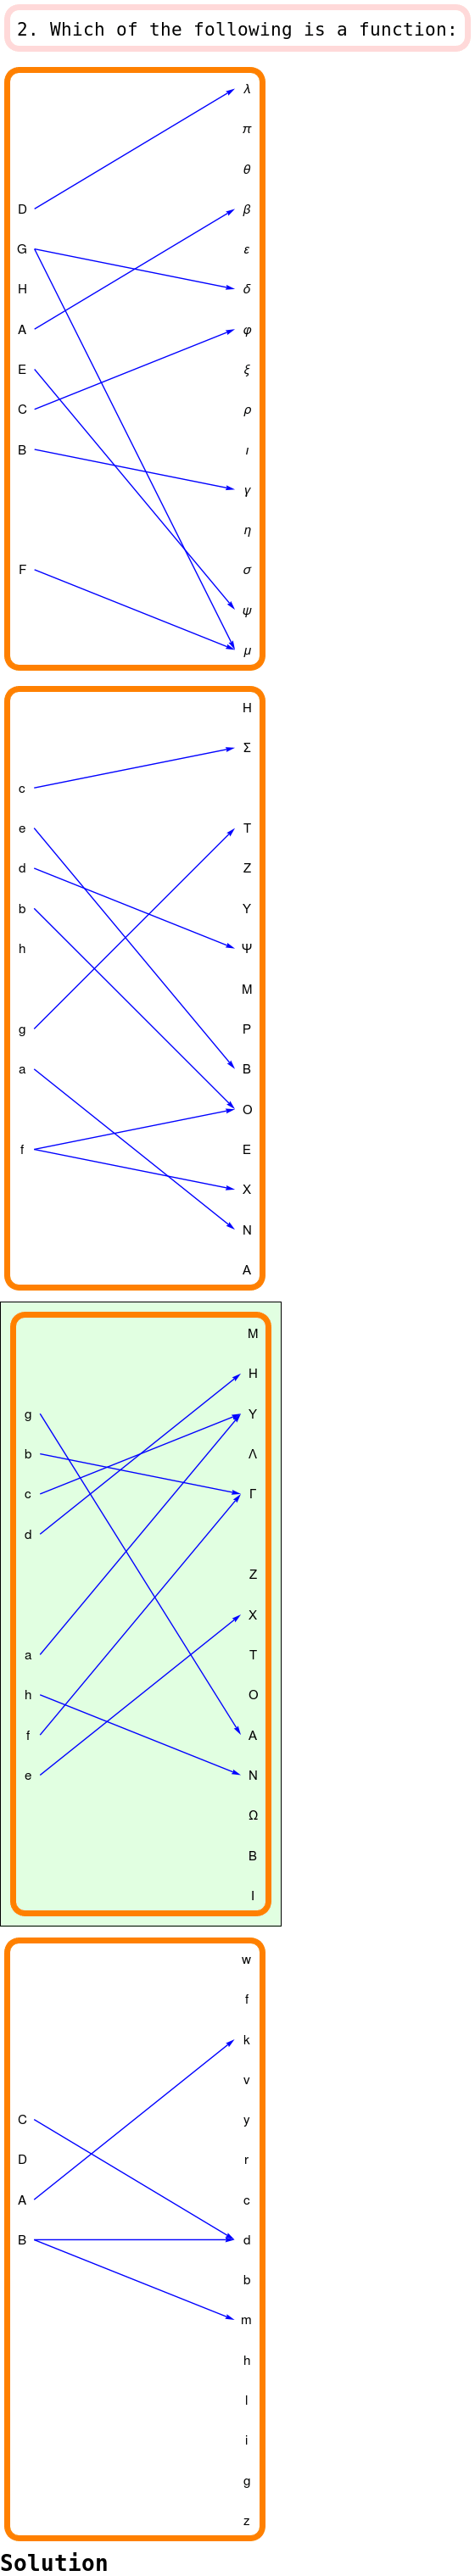 2. Which of the following is a function:
λ
π
θ
D β
G ε
H δ
A φ
E ξ
C ρ
B ι
γ
η
F σ
ψ
μ
H
Σ
c
e T
d Z
b Y
h Ψ
M
g P
a B
O
f E
X
N
A
M
H
g Y
b Λ
c Γ
d
Z
X
a T
h O
f A
e N
Ω
B
I
w
f
k
v
C y
D r
A c
B d
b
m
h
l
i
g
z
Solution